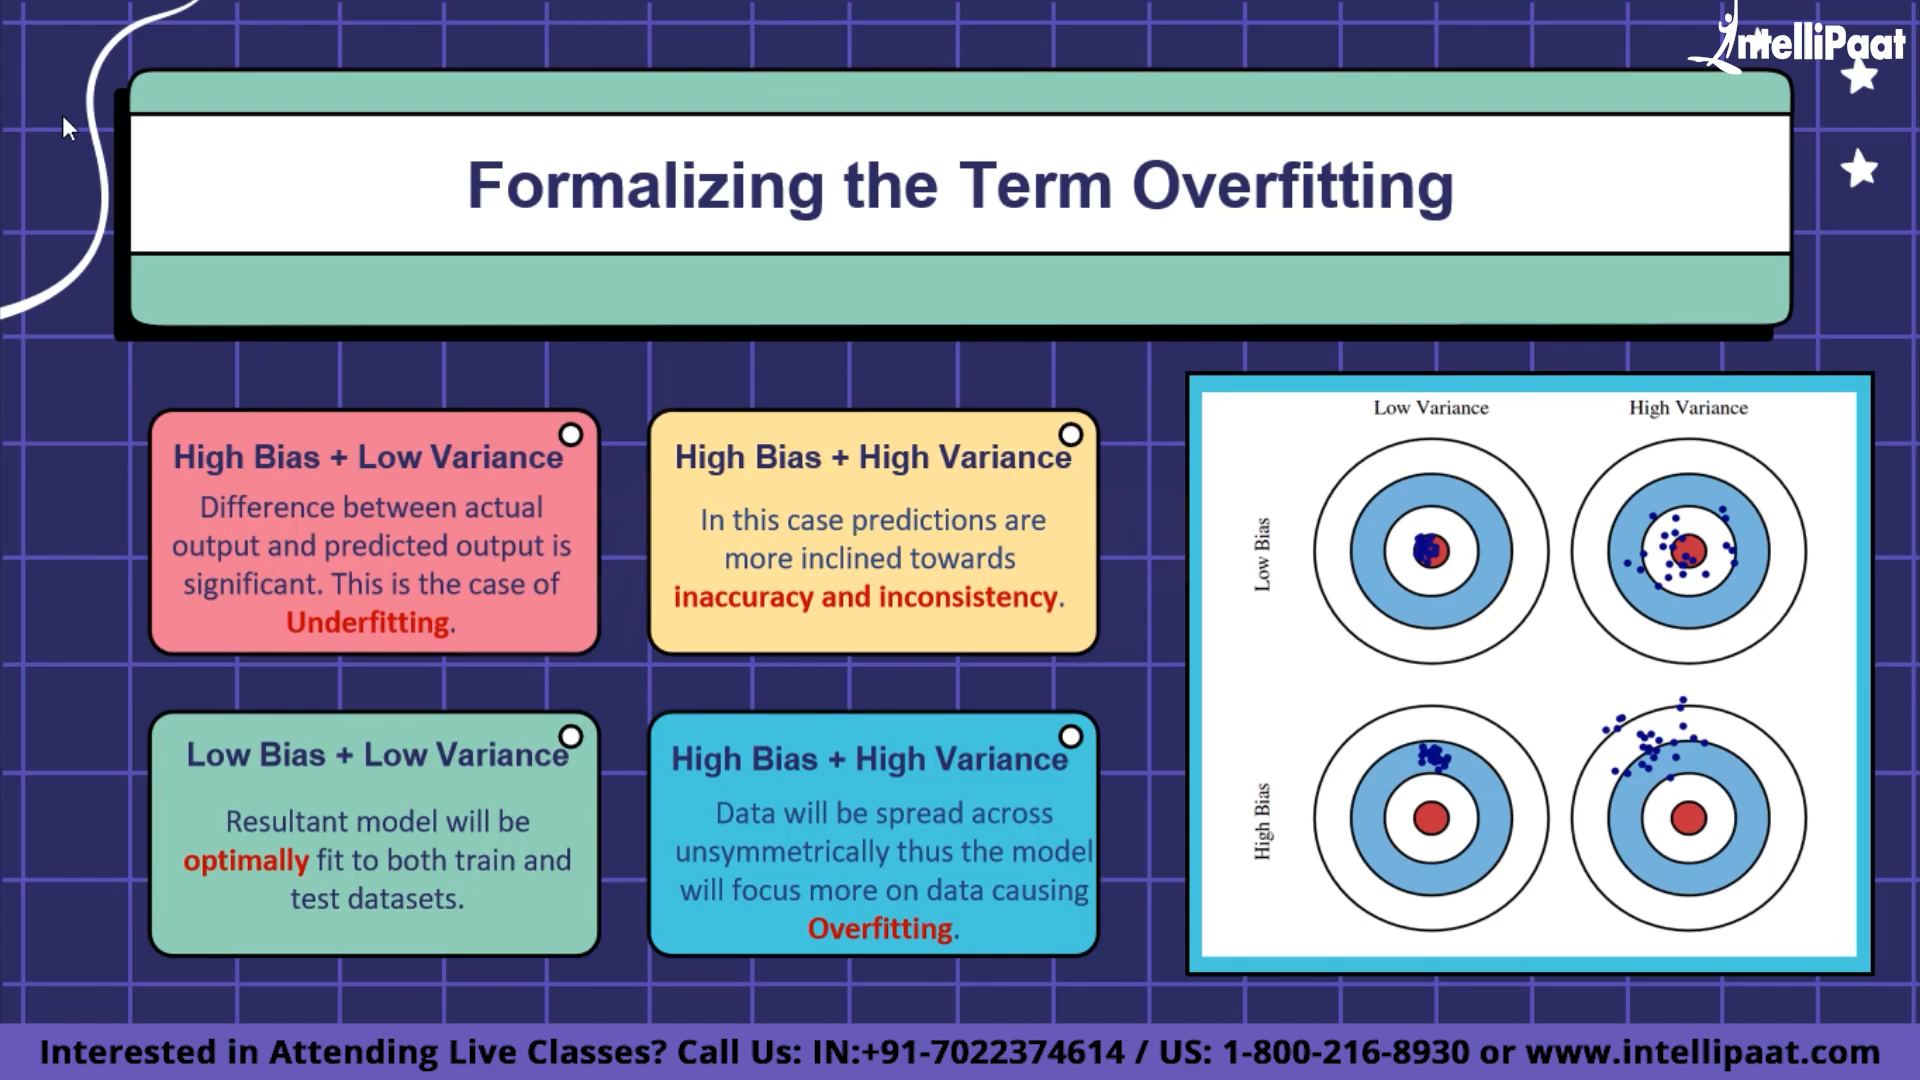 IntelliPaat
Formalizing the Term Overfitting
High Bias + Low Variance
Difference between actual
output and predicted output is
significant. This is the case of
Underfitting.
High Bias + High Variance
In this case predictions are
more inclined towards
inaccuracy and inconsistency.
Low Bias + Low Variance
Resultant model will be
optimally fit to both train and
test datasets.
High Bias + High Variance
Data will be spread across
unsymmetrically thus the model
will focus more on data causing
Overfitting.
Low Variance
High Variance
Low Bias
High Bias
Interested in Attending Live Classes? Call Us: IN:+91-7022374614 / US: 1-800-216-8930 or www.intellipaat.com